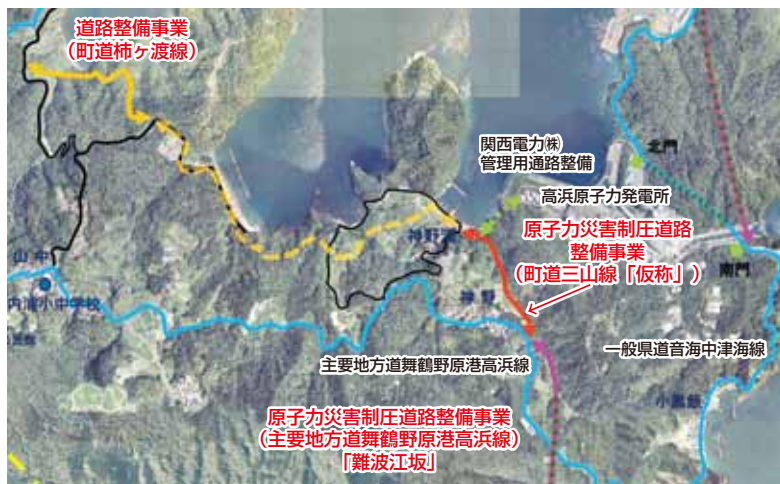 道路整備事業
（町道柿ヶ渡線）
関西電力㈱
管理用通路整備
北門
高浜原子力発電所
原子力災害制圧道路
整備事業
（町道三山線「仮称」）
神野浦
山中
南門
内浦小中学校
神野
主要地方道舞鶴野原港高浜線
一般県道音海中津海線
小黒飯
原子力災害制圧道路整備事業
（主要地方道舞鶴野原港高浜線）
「難波江坂」